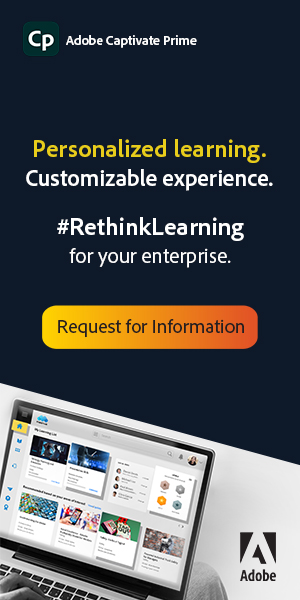 Cp Adobe Captivate Prime
Personalized learning.
Customizable experience.
#RethinkLearning
for your enterprise.
Request for Information
Adobe